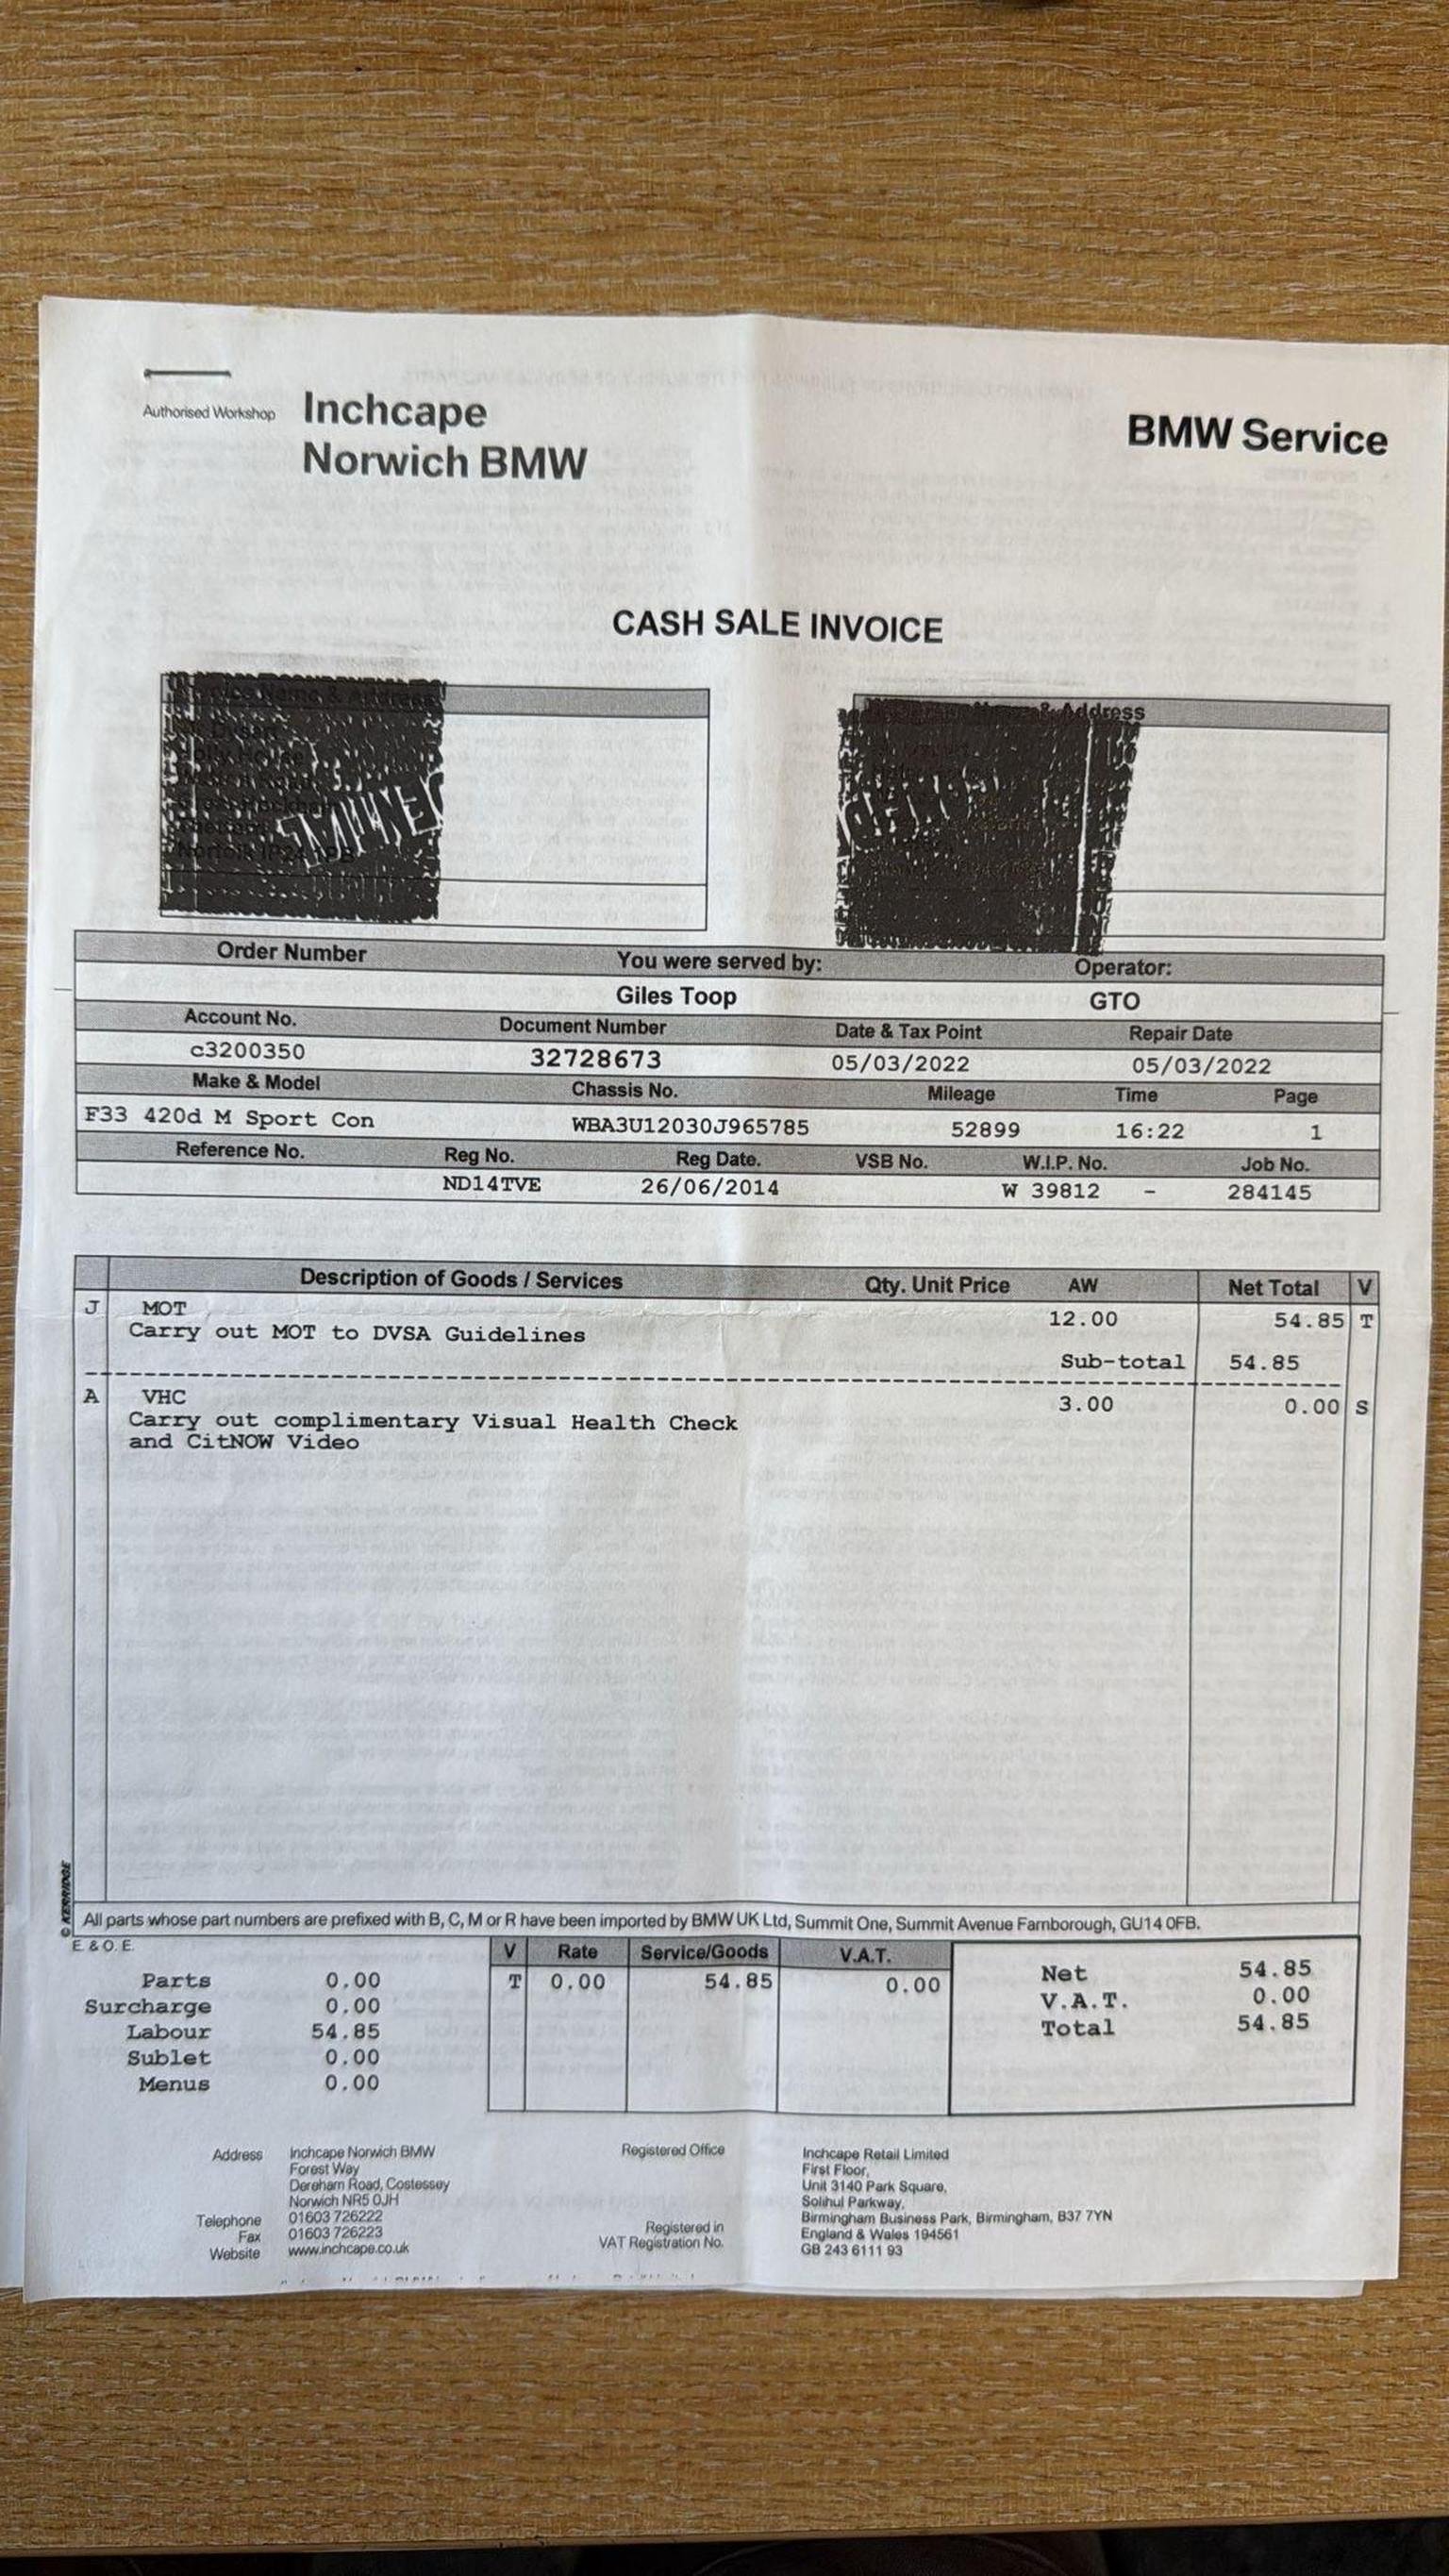 Authorised Workshop
Inchcape
Norwich BMW
BMW Service
CASH SALE INVOICE
& Address
Order Number You were served by: Operator:
Giles Toop GTO
Account No. Document Number Date & Tax Point Repair Date
c3200350 32728673 05/03/2022 05/03/2022
Make & Model Chassis No. Mileage Time Page
F33 420d M Sport Con WBA3U12030J965785 52899 16:22 1
Reference No. Reg No. Reg Date. VSB No. W.I.P. No. Job No.
ND14TVE 26/06/2014 W 39812 - 284145
Description of Goods / Services Qty. Unit Price AW Net Total V
J MOT 12.00 54.85 T
Carry out MOT to DVSA Guidelines
Sub-total 54.85
A VHC 3.00 0.00 S
Carry out complimentary Visual Health Check
and CitNOW Video
© KERRIDGE
All parts whose part numbers are prefixed with B, C, M or R have been imported by BMW UK Ltd, Summit One, Summit Avenue Farnborough, GU14 0FB.
E. & O. E.
V Rate Service/Goods V.A.T.
T 0.00 54.85 0.00
Parts 0.00
Surcharge 0.00
Labour 54.85
Sublet 0.00
Menus 0.00
Net 54.85
V.A.T. 0.00
Total 54.85
Address Inchcape Norwich BMW
Forest Way
Dereham Road, Costessey
Norwich NR5 0JH
Telephone 01603 726222
Fax 01603 726223
Website www.inchcape.co.uk
Registered Office Inchcape Retail Limited
First Floor,
Unit 3140 Park Square,
Solihul Parkway,
Birmingham Business Park, Birmingham, B37 7YN
Registered in England & Wales 194561
VAT Registration No. GB 243 6111 93